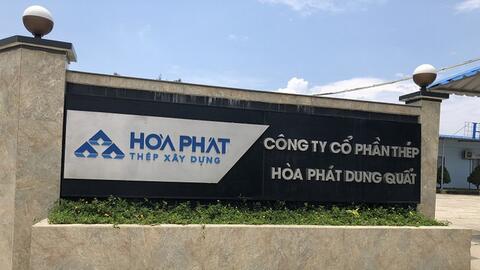 HÒA PHÁT
THÉP XÂY DỰNG
CÔNG TY CỔ PHẦN THÉP
HÒA PHÁT DUNG QUẤT